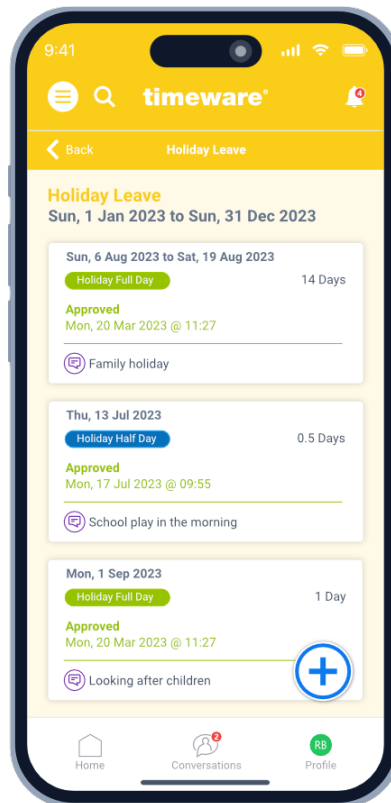 9:41
timeware®
4
Back
Holiday Leave
Holiday Leave
Sun, 1 Jan 2023 to Sun, 31 Dec 2023
Sun, 6 Aug 2023 to Sat, 19 Aug 2023
Holiday Full Day 14 Days
Approved
Mon, 20 Mar 2023 @ 11:27
Family holiday
Thu, 13 Jul 2023
Holiday Half Day 0.5 Days
Approved
Mon, 17 Jul 2023 @ 09:55
School play in the morning
Mon, 1 Sep 2023
Holiday Full Day 1 Day
Approved
Mon, 20 Mar 2023 @ 11:27
Looking after children
2
RB
Home Conversations Profile